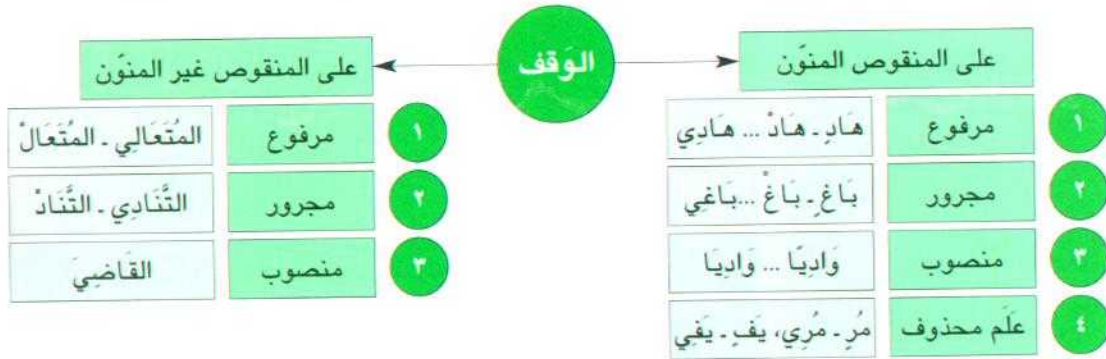 الوَقف
على المنقوص المنوّن
١ مرفوع هَادٍ ـ هَادْ ... هَادِي
٢ مجرور بَاغٍ ـ بَاغْ ... بَاغِي
٣ منصوب وَادِيًا ... وَادِيَا
٤ عَلَم محذوف مُرٍ ـ مُرِي، يَفٍ ـ يَفِي
على المنقوص غير المنوّن
١ مرفوع المُتَعَالِي ـ المُتَعَالْ
٢ مجرور التَّنَادِي ـ التَّنَادْ
٣ منصوب القَاضِيَ